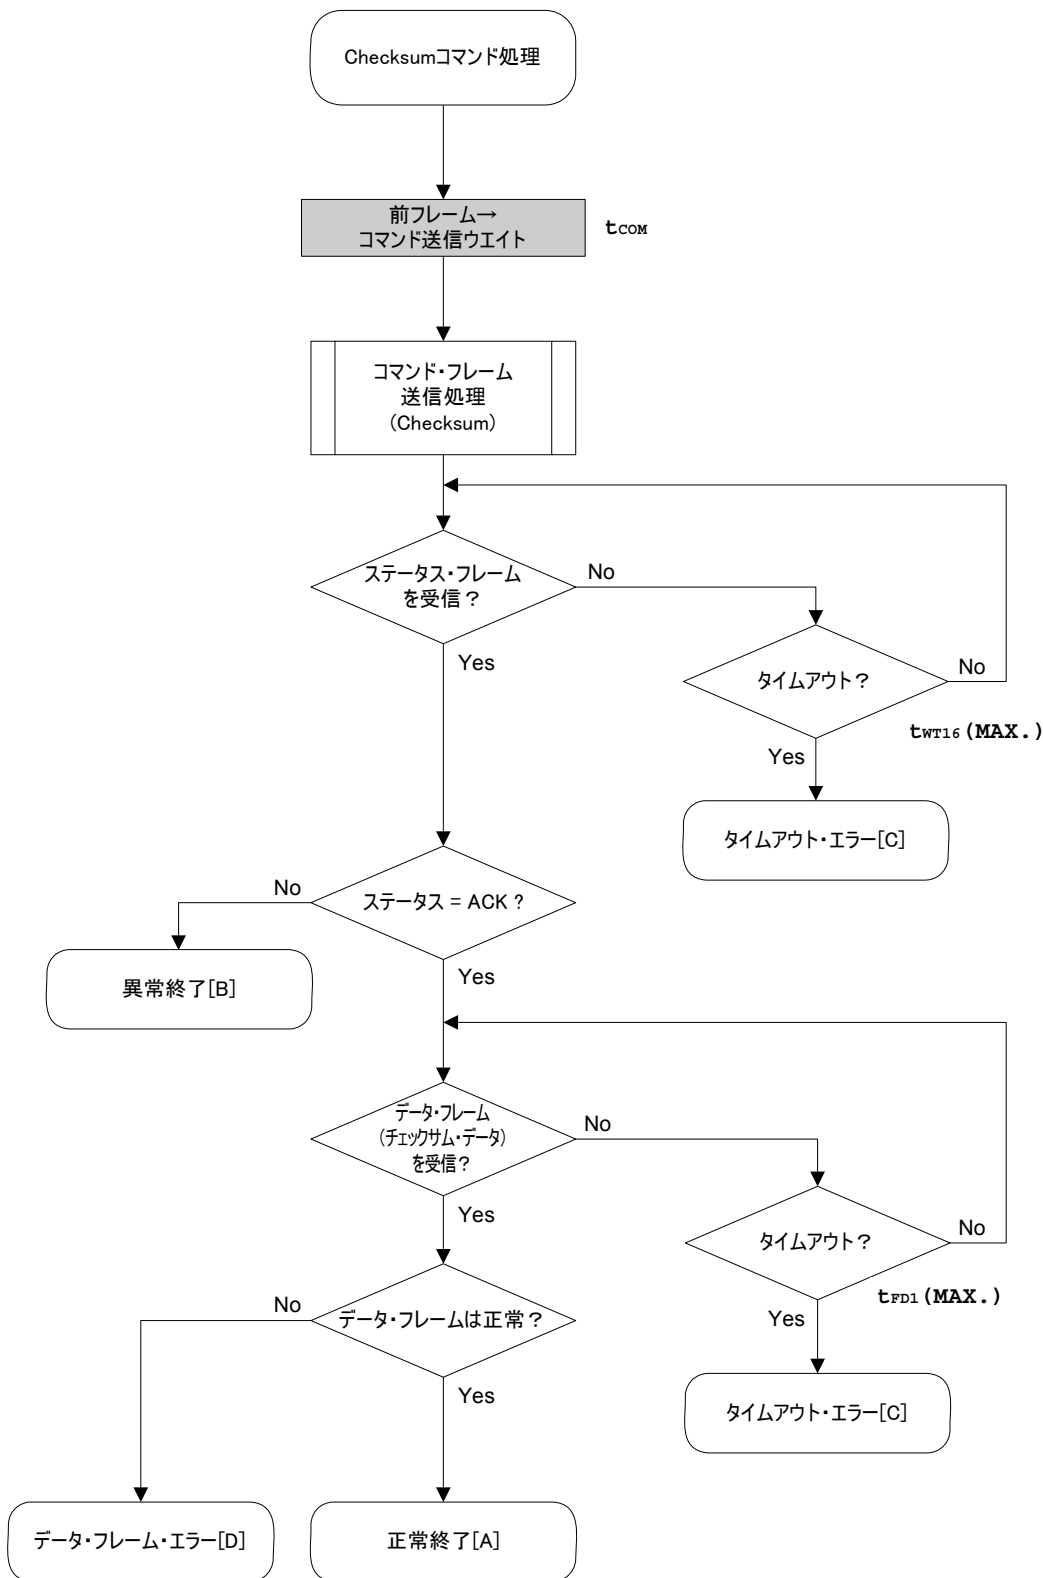 Checksumコマンド処理
前フレーム→
コマンド送信ウエイト
tCOM
コマンド・フレーム
送信処理
(Checksum)
ステータス・フレーム
を受信？
No
Yes
タイムアウト？
No
tWT16(MAX.)
Yes
タイムアウト・エラー[C]
ステータス = ACK ?
No
Yes
異常終了[B]
データ・フレーム
(チェックサム・データ)
を受信？
No
Yes
タイムアウト？
No
tFD1(MAX.)
Yes
タイムアウト・エラー[C]
データ・フレームは正常？
No
Yes
データ・フレーム・エラー[D]
正常終了[A]